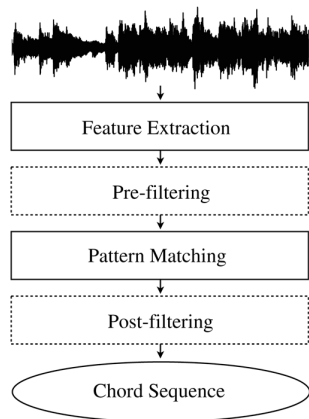 Feature Extraction
Pre-filtering
Pattern Matching
Post-filtering
Chord Sequence